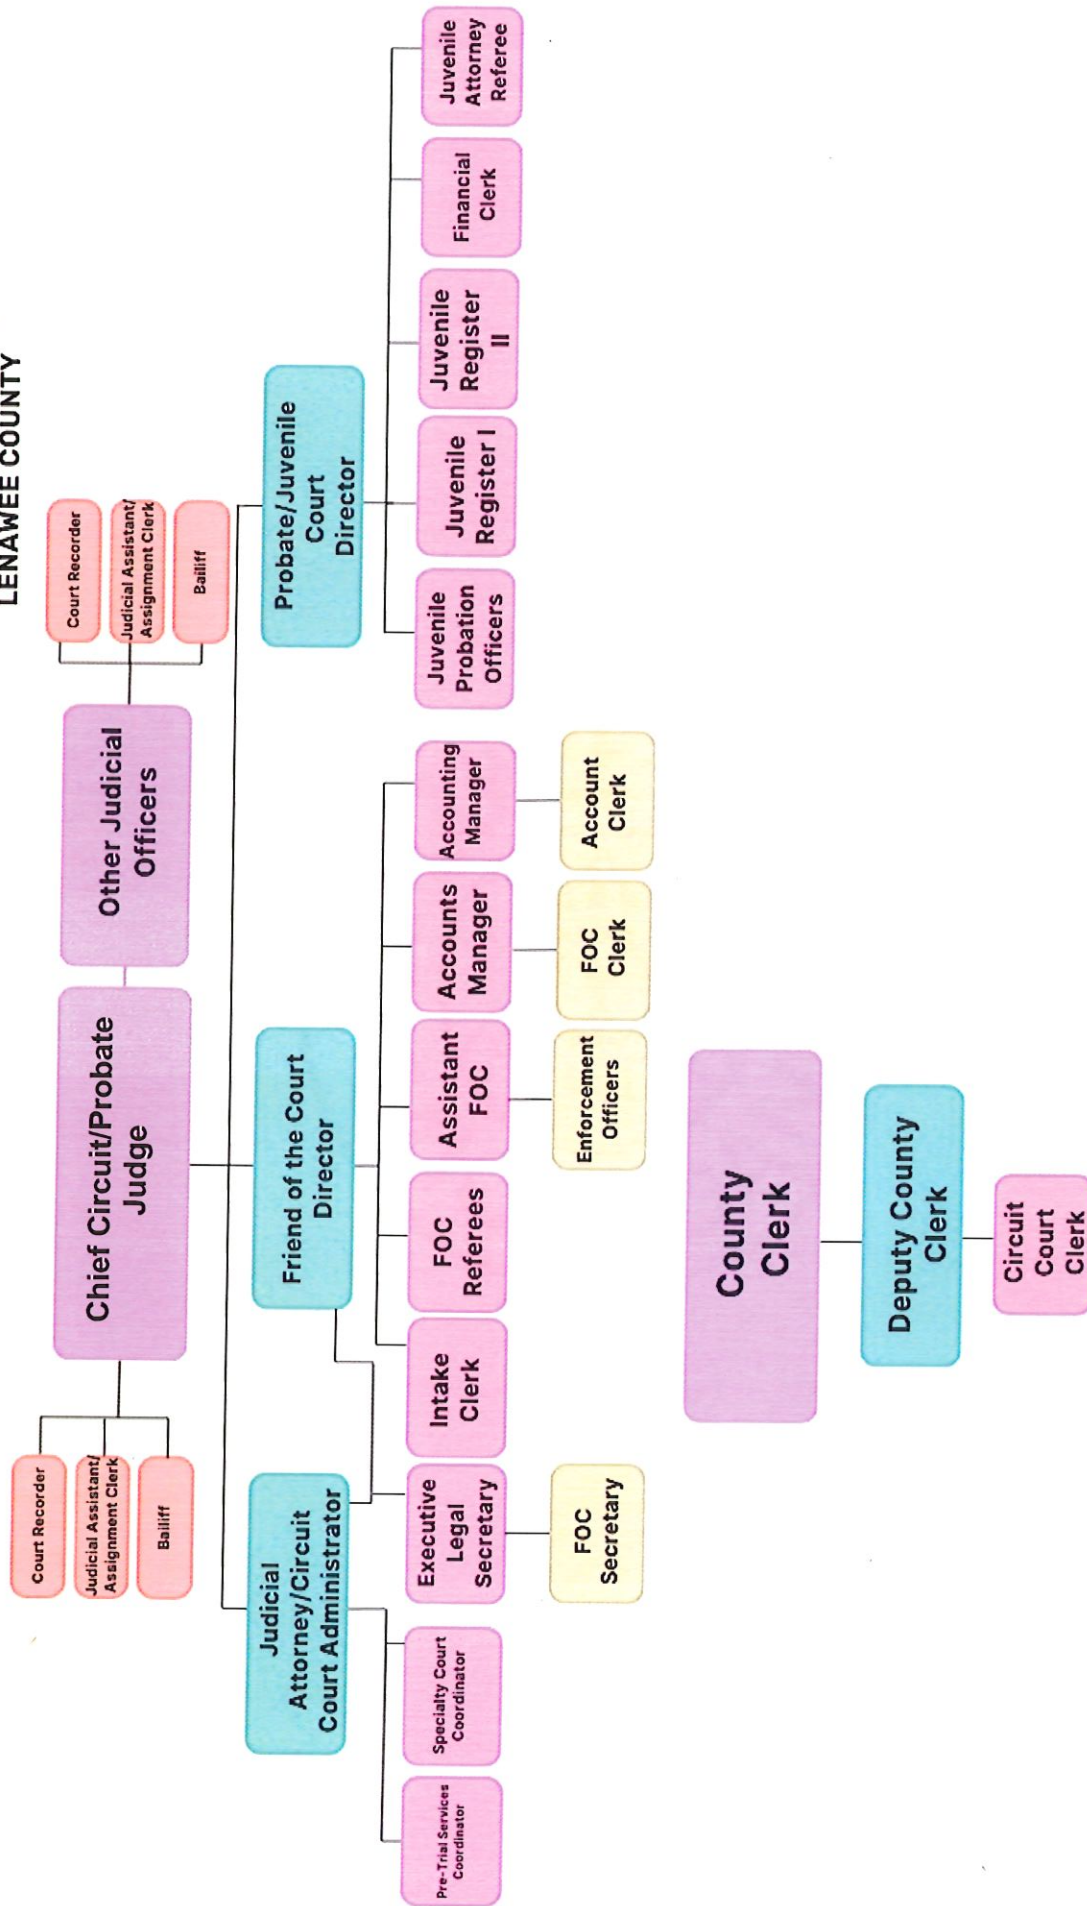 LENAWEE COUNTY
Court Recorder
Judicial Assistant/
Assignment Clerk
Bailiff
Chief Circuit/Probate
Judge
Other Judicial
Officers
Court Recorder
Judicial Assistant/
Assignment Clerk
Bailiff
Judicial
Attorney/Circuit
Court Administrator
Friend of the Court
Director
Probate/Juvenile
Court
Director
Pre-Trial Services
Coordinator
Specialty Court
Coordinator
Executive
Legal
Secretary
Intake
Clerk
FOC
Referees
Assistant
FOC
Accounts
Manager
Accounting
Manager
Juvenile
Probation
Officers
Juvenile
Register I
Juvenile
Register
II
Financial
Clerk
Juvenile
Attorney
Referee
FOC
Secretary
Enforcement
Officers
FOC
Clerk
Account
Clerk
County
Clerk
Deputy County
Clerk
Circuit
Court
Clerk